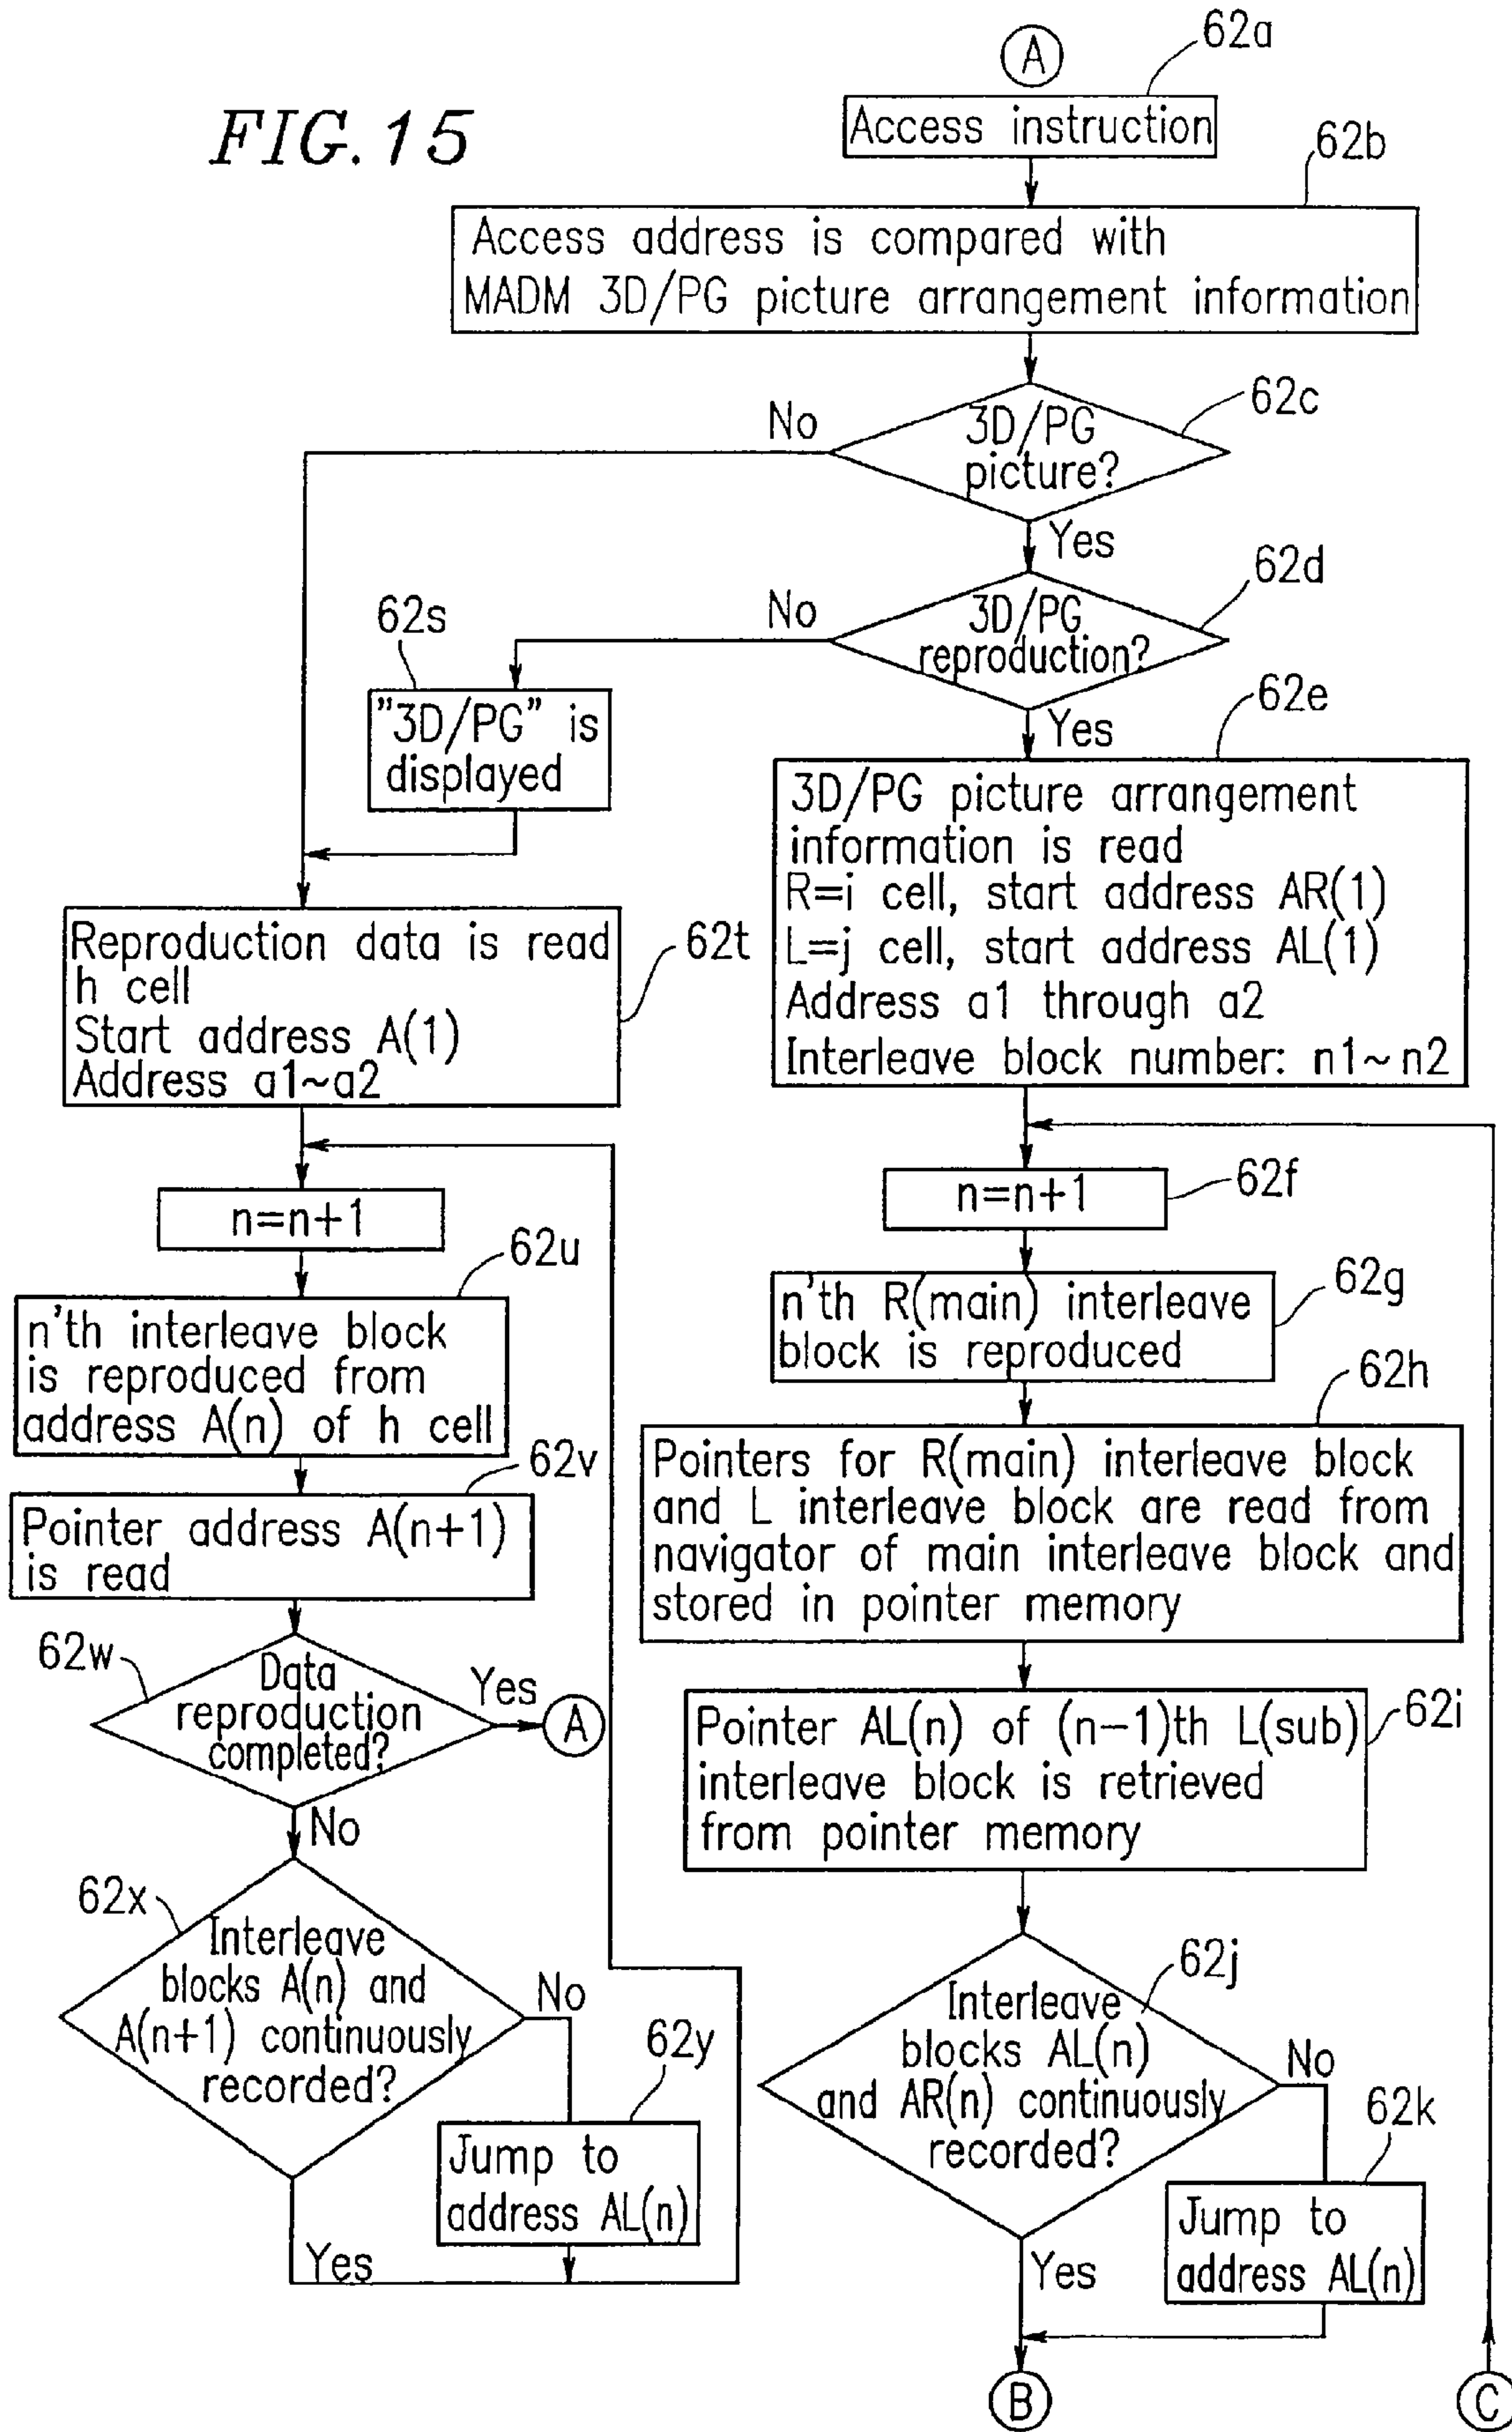 FIG. 15
A
62a
Access instruction
62b
Access address is compared with
MADM 3D/PG picture arrangement information
62c
3D/PG
picture?
No
Yes
62d
3D/PG
reproduction?
No
Yes
62s
"3D/PG" is
displayed
62e
3D/PG picture arrangement
information is read
R=i cell, start address AR(1)
L=j cell, start address AL(1)
Address a1 through a2
Interleave block number: n1~n2
62t
Reproduction data is read
h cell
Start address A(1)
Address a1~a2
n=n+1
62u
n'th interleave block
is reproduced from
address A(n) of h cell
62v
Pointer address A(n+1)
is read
62w
Data
reproduction
completed?
Yes
A
No
62x
Interleave
blocks A(n) and
A(n+1) continuously
recorded?
No
62y
Jump to
address AL(n)
Yes
62f
n=n+1
62g
n'th R(main) interleave
block is reproduced
62h
Pointers for R(main) interleave block
and L interleave block are read from
navigator of main interleave block and
stored in pointer memory
62i
Pointer AL(n) of (n-1)th L(sub)
interleave block is retrieved
from pointer memory
62j
Interleave
blocks AL(n)
and AR(n) continuously
recorded?
No
62k
Jump to
address AL(n)
Yes
B
C